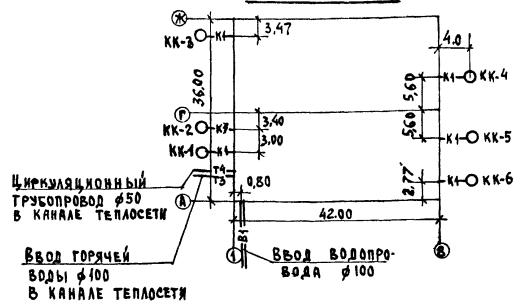 Ж
3,47
КК-3
К1
4.0
К1
КК-4
36.00
5,60
Г
3,40
КК-2
К1
5,60
К1
КК-5
3,00
КК-1
К1
Т4
Т3
0,80
К1
КК-6
2.77
Циркуляционный
трубопровод ф50
в канале теплосети
А
42.00
В1
1
В
Ввод горячей
воды ф100
в канале теплосети
Ввод водопро-
вода ф100